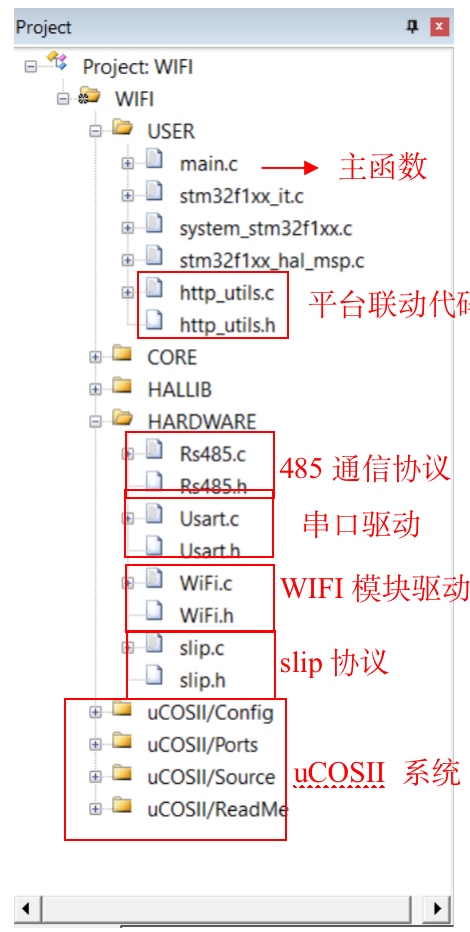 Project
Project: WIFI
WIFI
USER
main.c 主函数
stm32f1xx_it.c
system_stm32f1xx.c
stm32f1xx_hal_msp.c
http_utils.c 平台联动代码
http_utils.h
CORE
HALLIB
HARDWARE
Rs485.c 485 通信协议
Rs485.h
Usart.c 串口驱动
Usart.h
WiFi.c WIFI 模块驱动
WiFi.h
slip.c slip 协议
slip.h
uCOSII/Config
uCOSII/Ports
uCOSII/Source uCOSII 系统
uCOSII/ReadMe